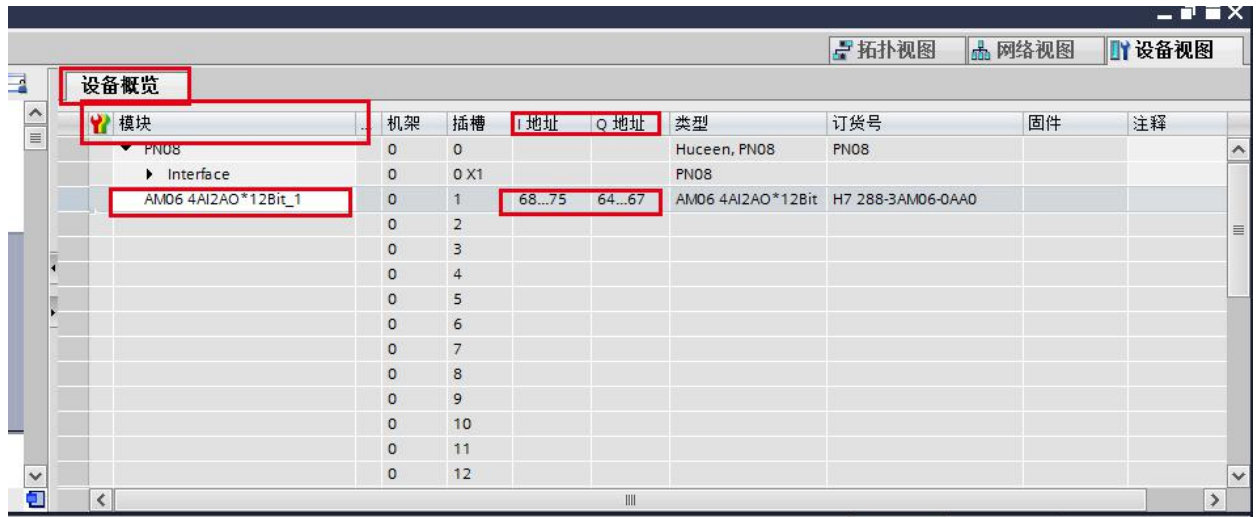 拓扑视图 网络视图 设备视图
设备概览
模块 ... 机架 插槽 I 地址 Q 地址 类型 订货号 固件 注释
PN08 0 0 Huceen, PN08 PN08
Interface 0 0 X1 PN08
AM06 4AI2AO*12Bit_1 0 1 68...75 64...67 AM06 4AI2AO*12Bit H7 288-3AM06-0AA0
0 2
0 3
0 4
0 5
0 6
0 7
0 8
0 9
0 10
0 11
0 12